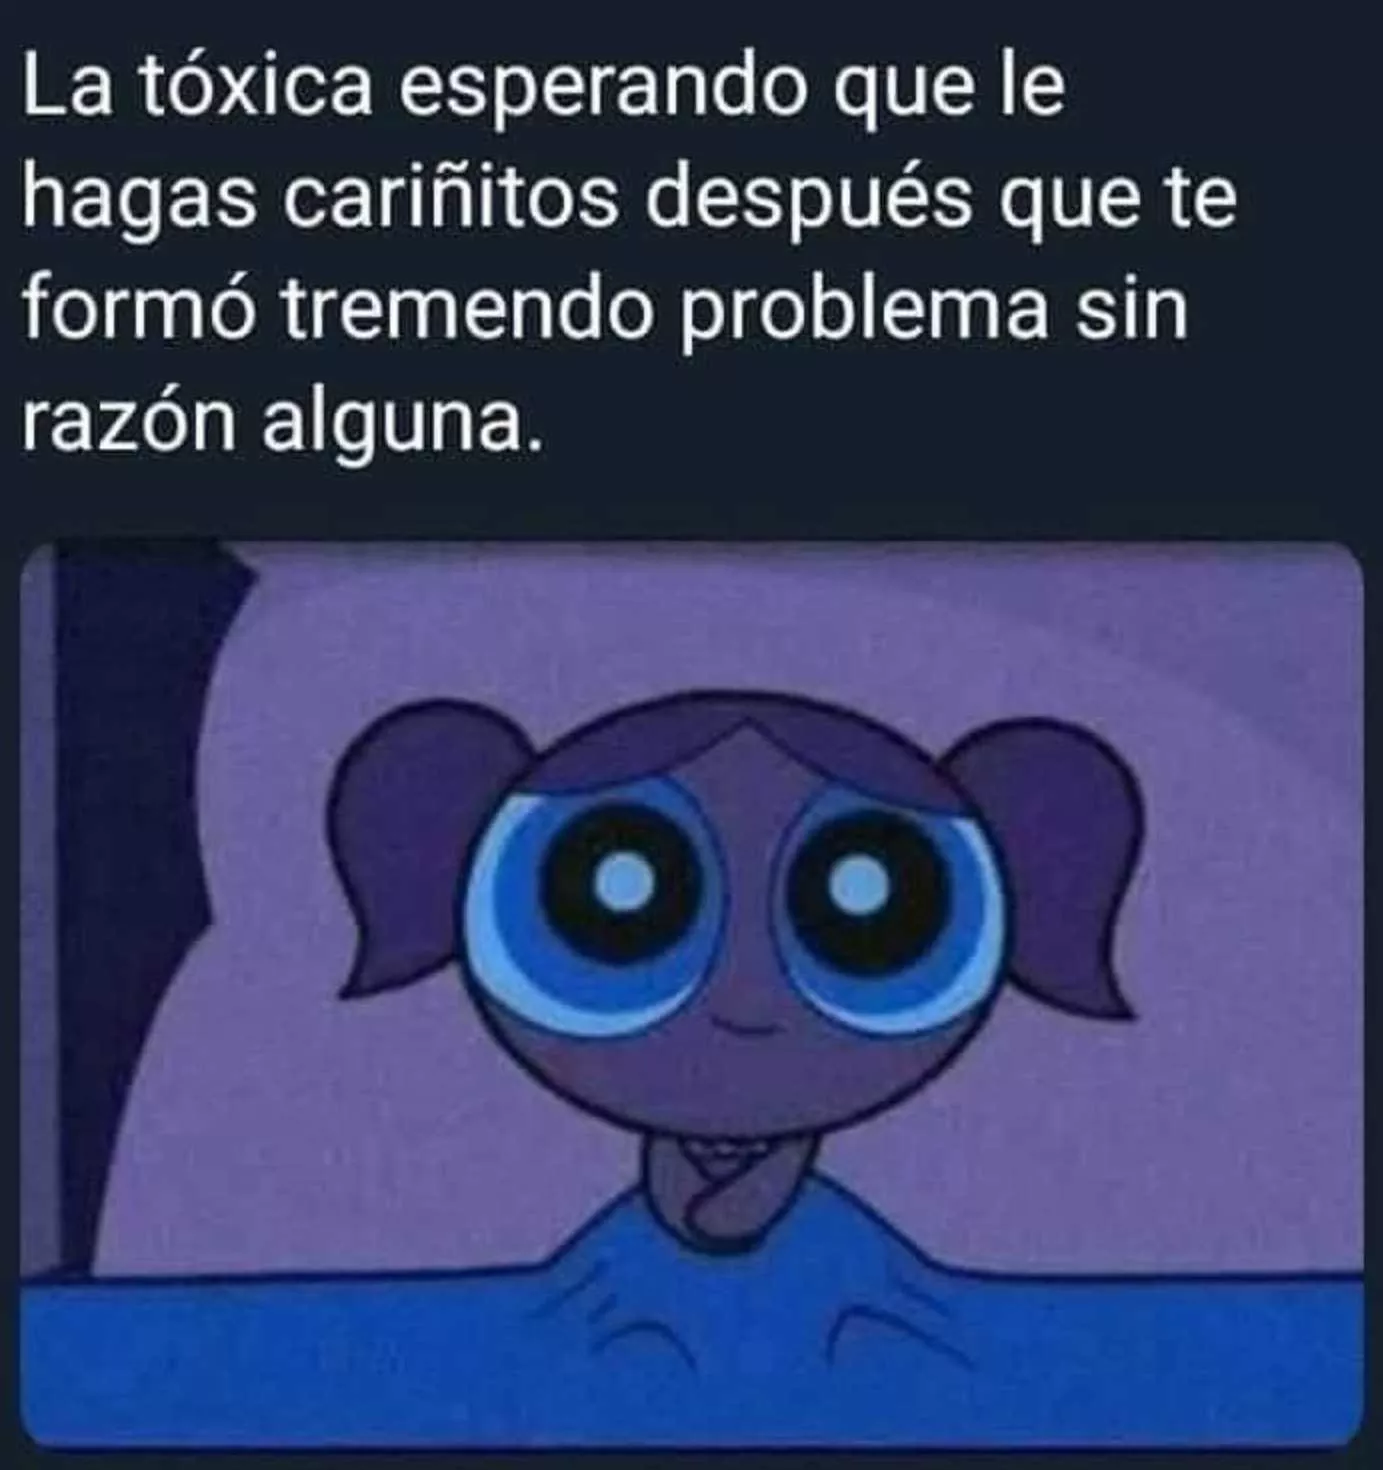 La tóxica esperando que le
hagas cariñitos después que te
formó tremendo problema sin
razón alguna.